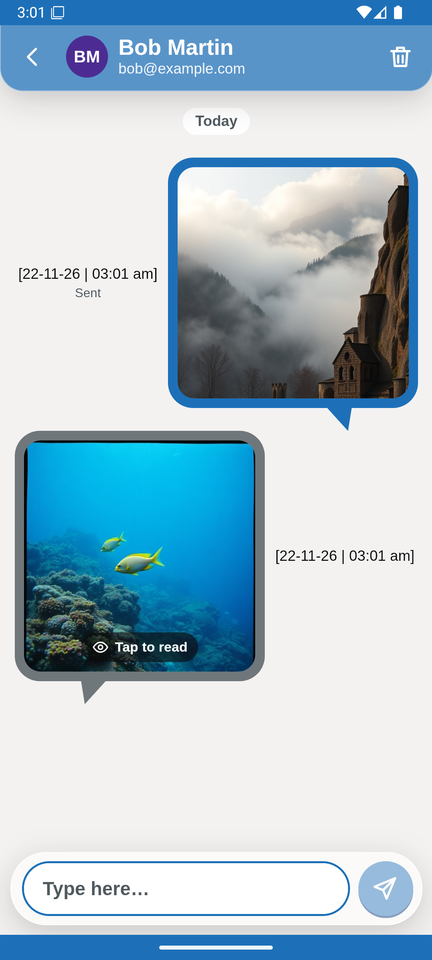 3:01
BM
Bob Martin
bob@example.com
Today
[22-11-26 | 03:01 am]
Sent
[22-11-26 | 03:01 am]
Tap to read
Type here…